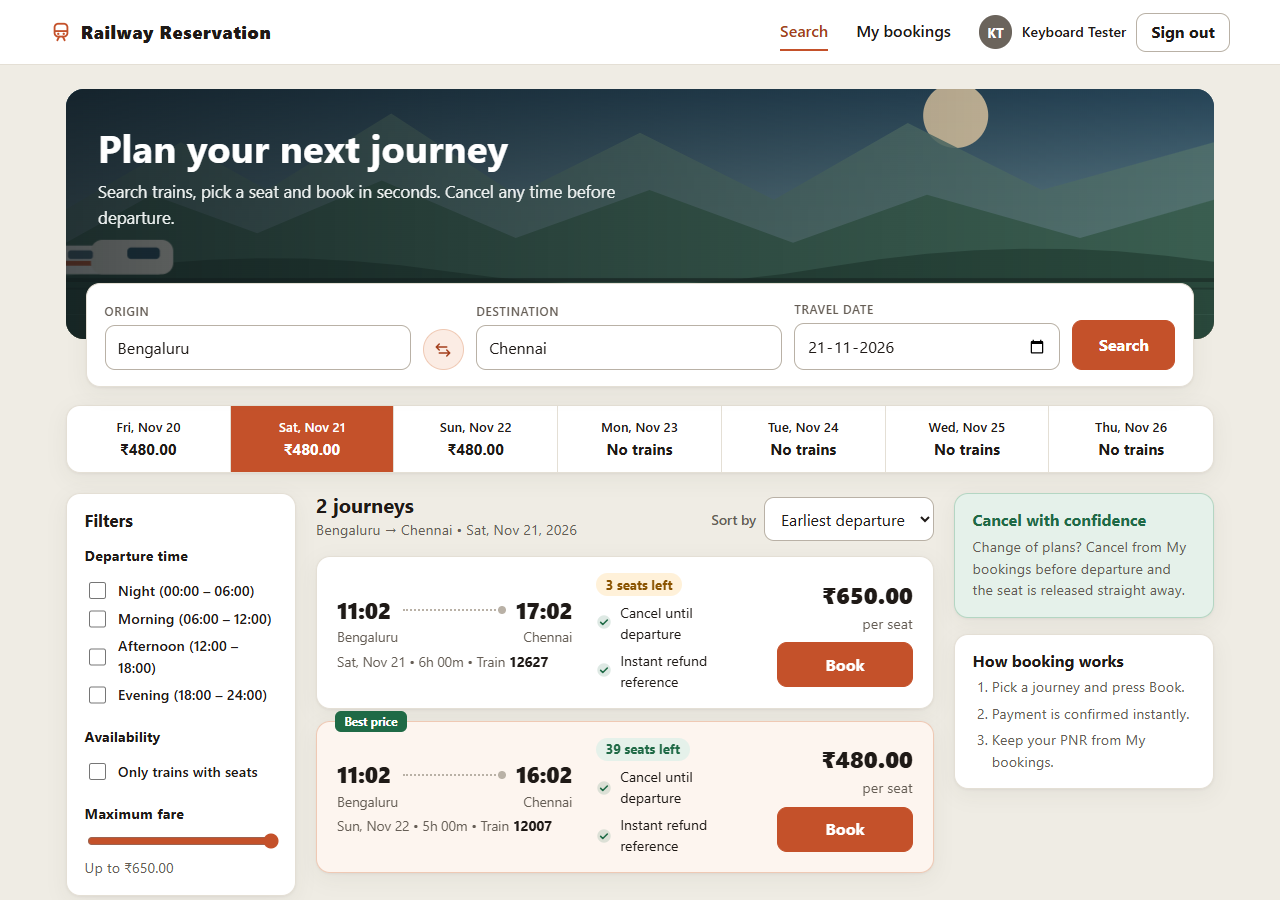 Railway Reservation
Search
My bookings
KT
Keyboard Tester
Sign out
Plan your next journey
Search trains, pick a seat and book in seconds. Cancel any time before
departure.
ORIGIN
DESTINATION
TRAVEL DATE
Bengaluru
Chennai
21-11-2026
Search
Fri, Nov 20
₹480.00
Sat, Nov 21
₹480.00
Sun, Nov 22
₹480.00
Mon, Nov 23
No trains
Tue, Nov 24
No trains
Wed, Nov 25
No trains
Thu, Nov 26
No trains
Filters
Departure time
Night (00:00 – 06:00)
Morning (06:00 – 12:00)
Afternoon (12:00 –
18:00)
Evening (18:00 – 24:00)
Availability
Only trains with seats
Maximum fare
Up to ₹650.00
2 journeys
Bengaluru → Chennai • Sat, Nov 21, 2026
Sort by
Earliest departure
11:02
17:02
Bengaluru
Chennai
Sat, Nov 21 • 6h 00m • Train 12627
3 seats left
Cancel until
departure
Instant refund
reference
₹650.00
per seat
Book
Best price
11:02
16:02
Bengaluru
Chennai
Sun, Nov 22 • 5h 00m • Train 12007
39 seats left
Cancel until
departure
Instant refund
reference
₹480.00
per seat
Book
Cancel with confidence
Change of plans? Cancel from My
bookings before departure and
the seat is released straight away.
How booking works
1. Pick a journey and press Book.
2. Payment is confirmed instantly.
3. Keep your PNR from My
bookings.